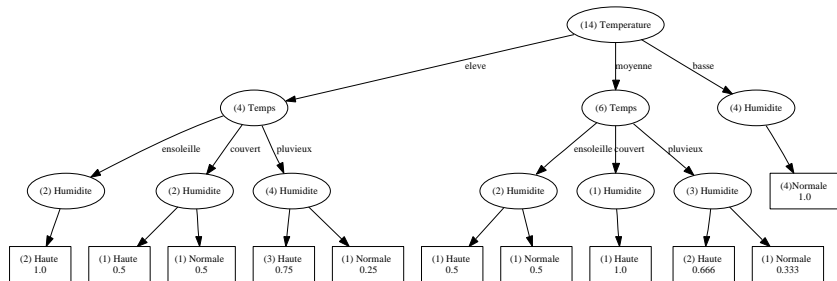 (14) Temperature
eleve
moyenne
basse
(4) Temps
(6) Temps
(4) Humidite
ensoleille
couvert
pluvieux
ensoleille
couvert
pluvieux
(2) Humidite
(2) Humidite
(4) Humidite
(2) Humidite
(1) Humidite
(3) Humidite
(4)Normale
1.0
(2) Haute
1.0
(1) Haute
0.5
(1) Normale
0.5
(3) Haute
0.75
(1) Normale
0.25
(1) Haute
0.5
(1) Normale
0.5
(1) Haute
1.0
(2) Haute
0.666
(1) Normale
0.333